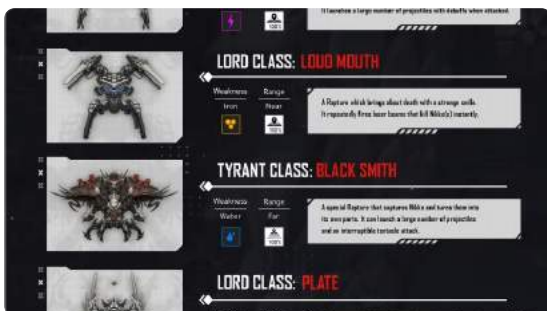 It launches a large number of projectiles with debuffs when attacked.
100%
LORD CLASS: LOUD MOUTH
Weakness Range
Iron Near
100%
A Rapture which brings about death with a strange smile.
It repeatedly fires laser beams that kill Nikke(s) instantly.
TYRANT CLASS: BLACK SMITH
Weakness Range
Water Far
100%
A special Rapture that captures Nikke and turns them into
its own parts. It can launch a large number of projectiles
and an interruptible tentacle attack.
LORD CLASS: PLATE